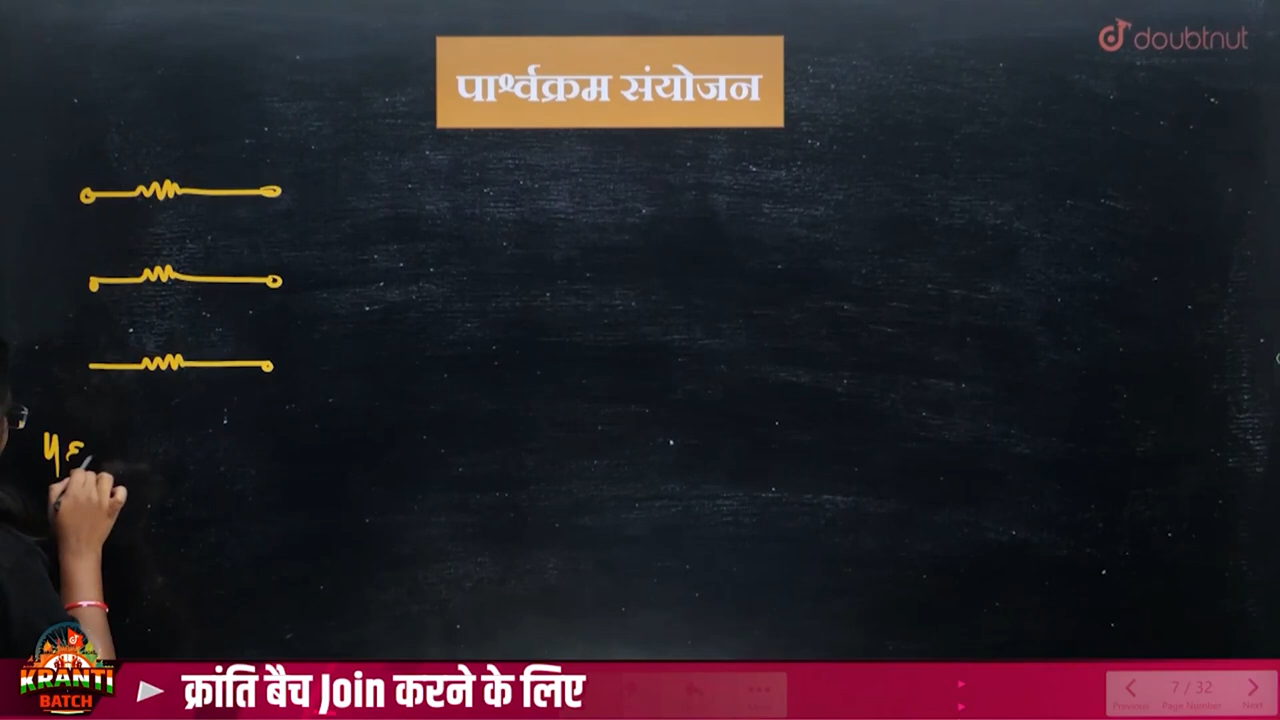 doubtnut
पार्श्वक्रम संयोजन
KRANTI
BATCH
क्रांति बैच Join करने के लिए
7 / 32
Previous Page Number Next